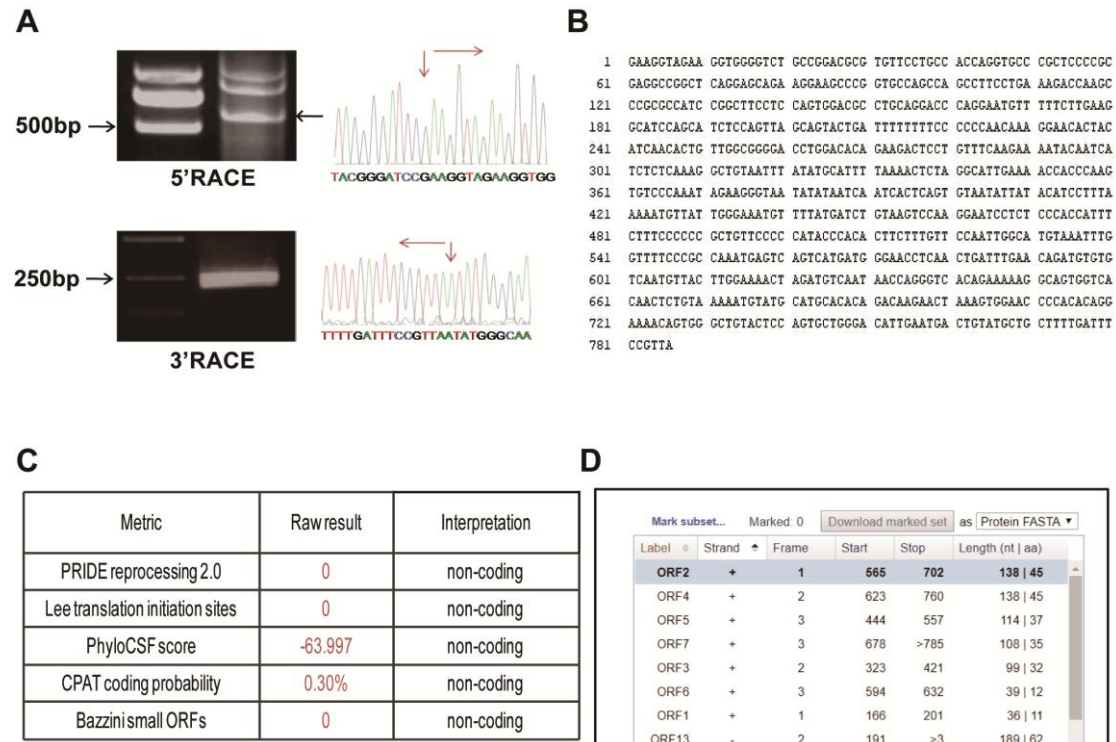 A
500bp
5'RACE
TACGGGATCCGAAGGTAGAAGGTGG
250bp
3'RACE
TTTTGATTTCCGTTAATATGGGCAA
B
1 GAAGGTAGAA GGTGGGGTCT GCCGGACGCG TGTTCCTGCC ACCAGGTGCC CGCTCCCCGC
61 GAGGCCGGCT CAGGAGCAGA AGGAAGCCCG GTGCCAGCCA GCCTTCCTGA AAGACCAAGC
121 CCGCGCCATC CGGCTTCCTC CAGTGGACGC CTGCAGGACC CAGGAATGTT TTTCTTGAAG
181 GCATCCAGCA TCTCCAGTTA GCAGTACTGA TTTTTTTTCC CCCCAACAAA GGAACACTAC
241 ATCAACACTG TTGGCGGGGA CCTGGACACA GAAGACTCCT GTTTCAAGAA AATACAATCA
301 TCTCTCAAAG GCTGTAATTT ATATGCATTT TAAAACTCTA GGCATTGAAA ACCACCCAAG
361 TGTCCCAAAT AGAAGGGTAA TATATAATCA ATCACTCAGT GTAATATTAT ACATCCTTTA
421 AAAATGTTAT TGGGAAATGT TTTATGATCT GTAAGTCCAA GGAATCCTCT CCCACCATTT
481 CTTTCCCCCC GCTGTTCCCC CATACCCACA CTTCTTTGTT CCAATTGGCA TGTAAATTTG
541 GTTTTCCCGC CAAATGAGTC AGTCATGATG GGAACCTCAA CTGATTTGAA CAGATGTGTG
601 TCAATGTTAC TTGGAAAACT AGATGTCAAT AACCAGGGTC ACAGAAAAAG GCAGTGGTCA
661 CAACTCTGTA AAAATGTATG CATGCACACA GACAAGAACT AAAGTGGAAC CCCACACAGG
721 AAAACAGTGG GCTGTACTCC AGTGCTGGGA CATTGAATGA CTGTATGCTG CTTTTGATTT
781 CCGTTA
C
Metric Raw result Interpretation
PRIDE reprocessing 2.0 0 non-coding
Lee translation initiation sites 0 non-coding
PhyloCSF score -63.997 non-coding
CPAT coding probability 0.30% non-coding
Bazzini small ORFs 0 non-coding
D
Mark subset... Marked: 0 Download marked set as Protein FASTA
Label Strand Frame Start Stop Length (nt | aa)
ORF2 + 1 565 702 138 | 45
ORF4 + 2 623 760 138 | 45
ORF5 + 3 444 557 114 | 37
ORF7 + 3 678 >785 108 | 35
ORF3 + 2 323 421 99 | 32
ORF6 + 3 594 632 39 | 12
ORF1 + 1 166 201 36 | 11
ORF13 - 2 191 >3 189 | 62